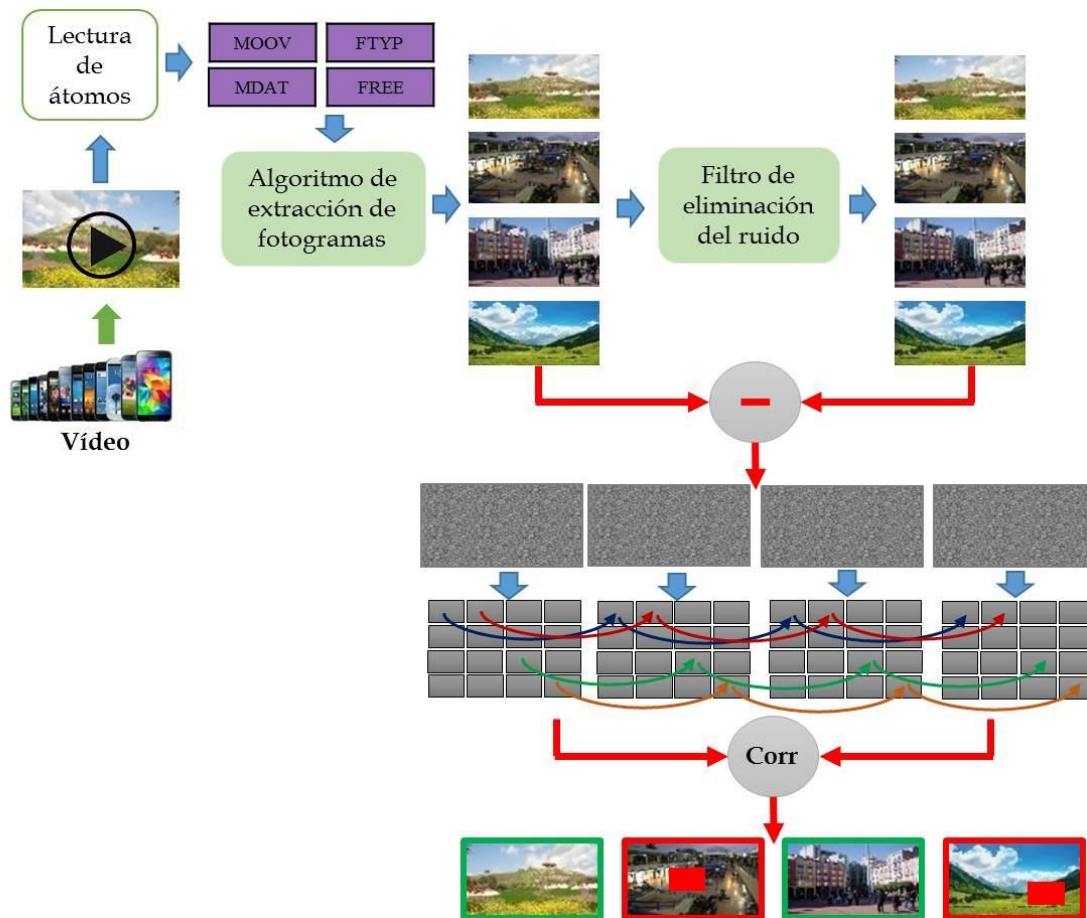 Lectura
de
átomos
MOOV
FTYP
MDAT
FREE
Algoritmo de
extracción de
fotogramas
Filtro de
eliminación
del ruido
Vídeo
Corr